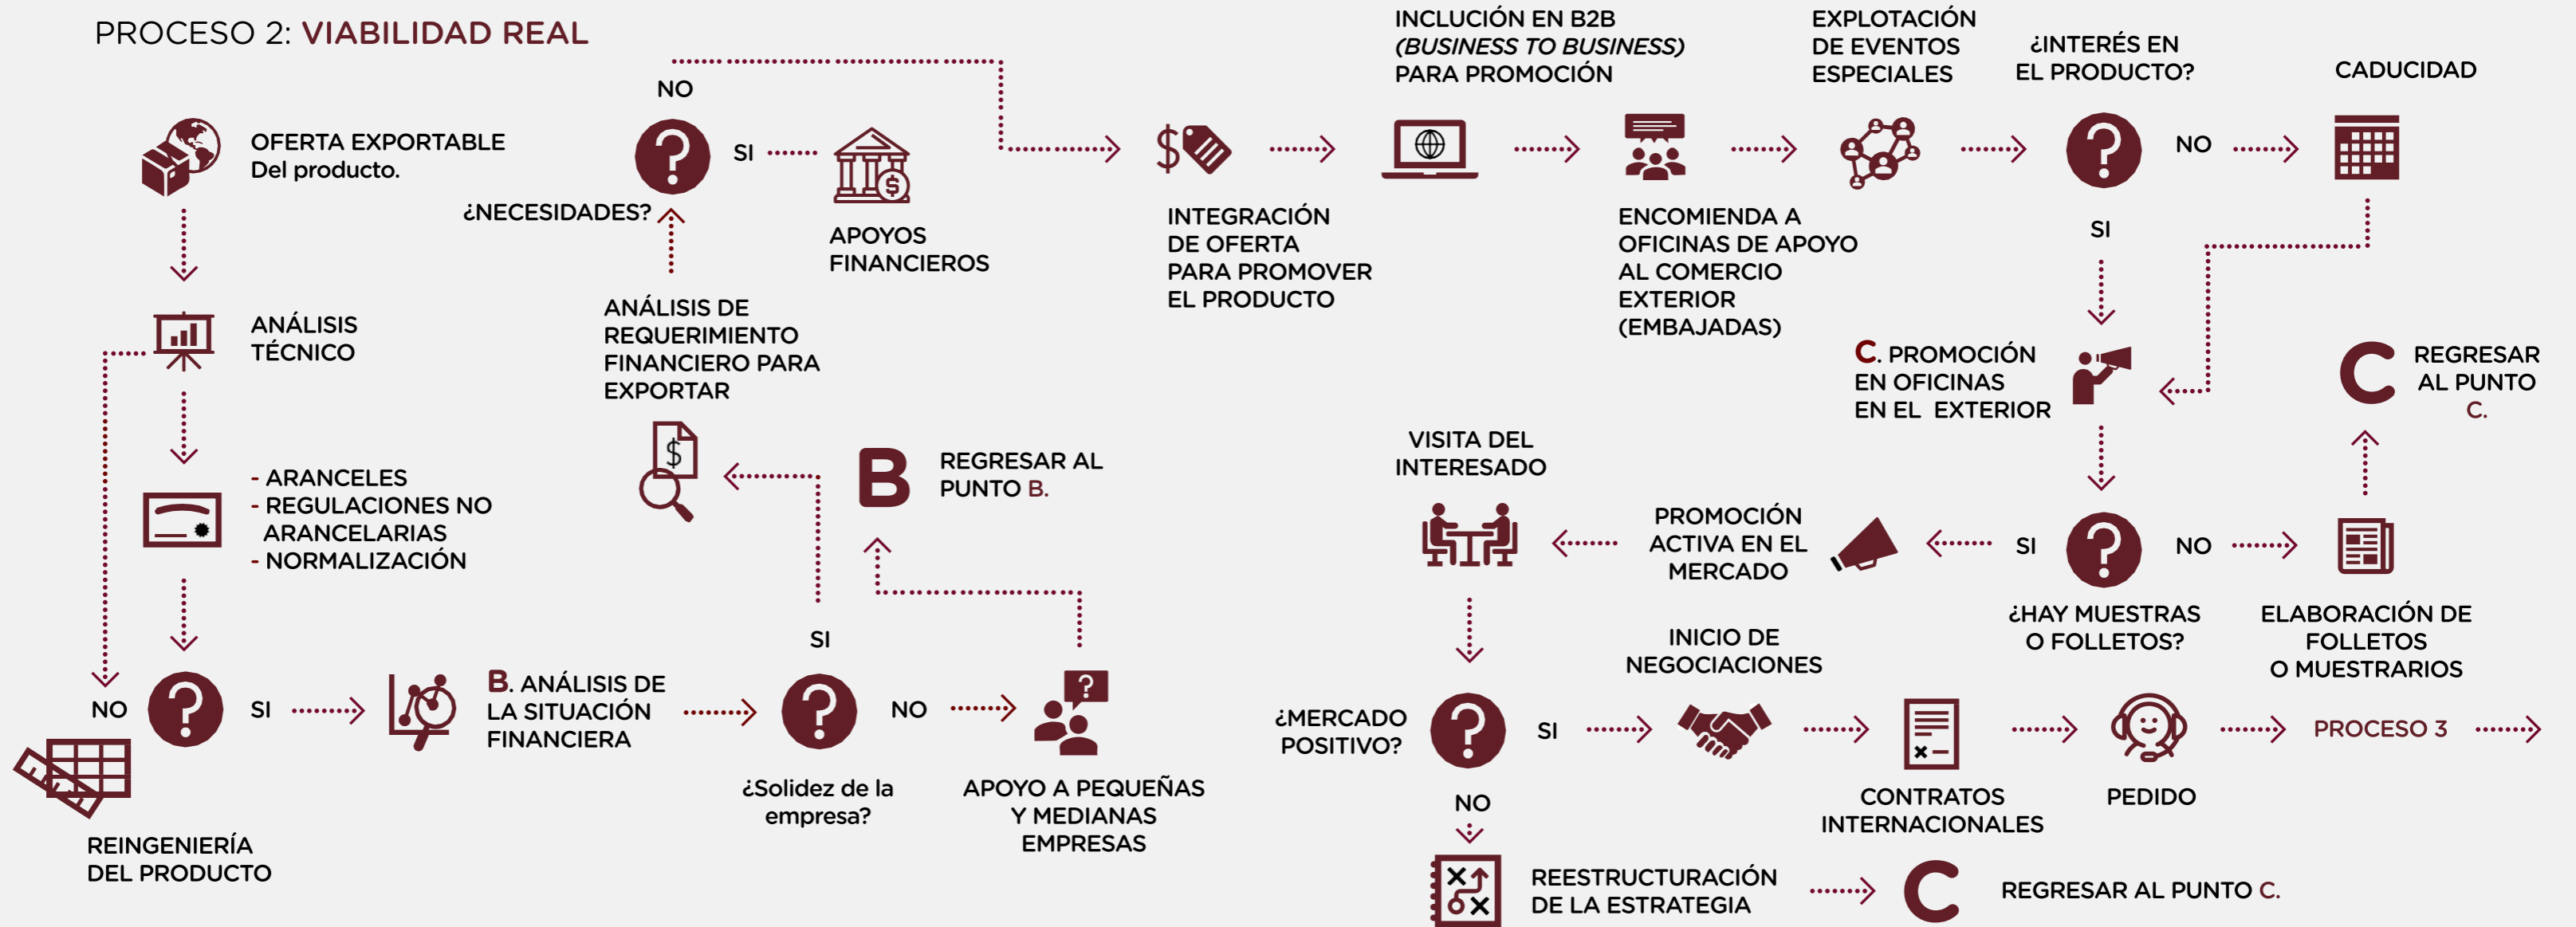 PROCESO 2: VIABILIDAD REAL
OFERTA EXPORTABLE
Del producto.
ANÁLISIS
TÉCNICO
- ARANCELES
- REGULACIONES NO
ARANCELARIAS
- NORMALIZACIÓN
NO
SI
REINGENIERÍA
DEL PRODUCTO
B. ANÁLISIS DE
LA SITUACIÓN
FINANCIERA
¿Solidez de la
empresa?
SI
NO
APOYO A PEQUEÑAS
Y MEDIANAS
EMPRESAS
B
REGRESAR AL
PUNTO B.
$
ANÁLISIS DE
REQUERIMIENTO
FINANCIERO PARA
EXPORTAR
¿NECESIDADES?
NO
SI
APOYOS
FINANCIEROS
INTEGRACIÓN
DE OFERTA
PARA PROMOVER
EL PRODUCTO
INCLUCIÓN EN B2B
(BUSINESS TO BUSINESS)
PARA PROMOCIÓN
ENCOMIENDA A
OFICINAS DE APOYO
AL COMERCIO
EXTERIOR
(EMBAJADAS)
EXPLOTACIÓN
DE EVENTOS
ESPECIALES
¿INTERÉS EN
EL PRODUCTO?
NO
CADUCIDAD
SI
C. PROMOCIÓN
EN OFICINAS
EN EL EXTERIOR
C
REGRESAR
AL PUNTO
C.
¿HAY MUESTRAS
O FOLLETOS?
NO
ELABORACIÓN DE
FOLLETOS
O MUESTRARIOS
SI
PROMOCIÓN
ACTIVA EN EL
MERCADO
VISITA DEL
INTERESADO
¿MERCADO
POSITIVO?
SI
INICIO DE
NEGOCIACIONES
CONTRATOS
INTERNACIONALES
PEDIDO
PROCESO 3
NO
REESTRUCTURACIÓN
DE LA ESTRATEGIA
C
REGRESAR AL PUNTO C.